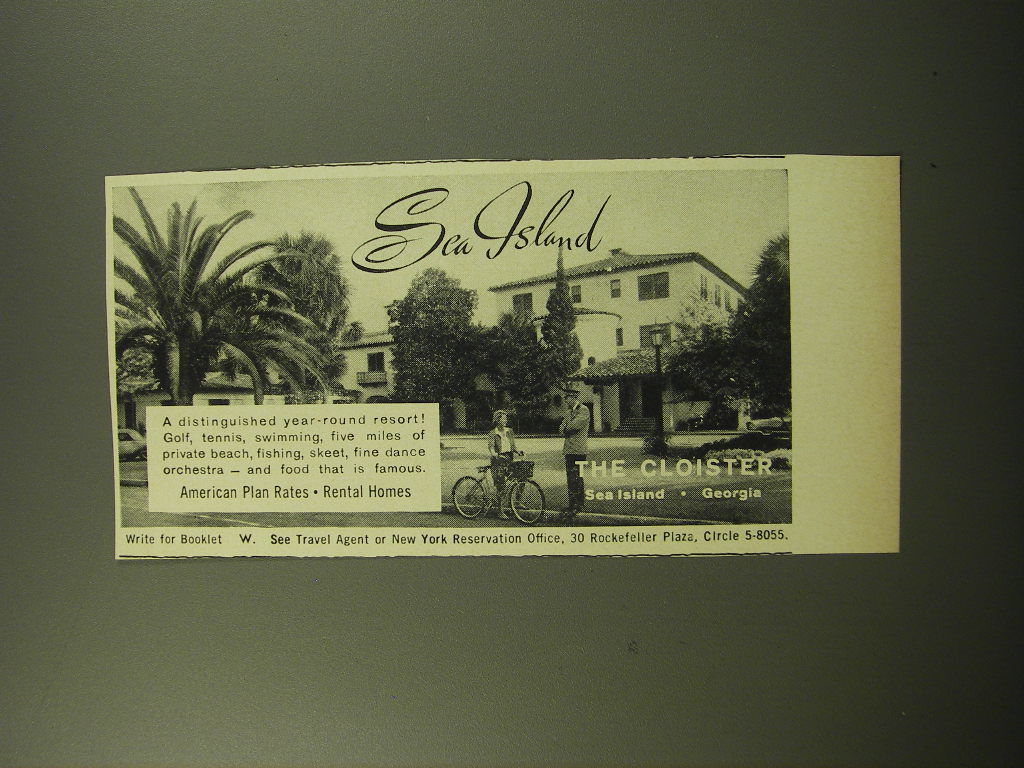 Sea Island
A distinguished year-round resort!
Golf, tennis, swimming, five miles of
private beach, fishing, skeet, fine dance
orchestra — and food that is famous.
American Plan Rates • Rental Homes
THE CLOISTER
Sea Island • Georgia
Write for Booklet W. See Travel Agent or New York Reservation Office, 30 Rockefeller Plaza, CIrcle 5-8055.